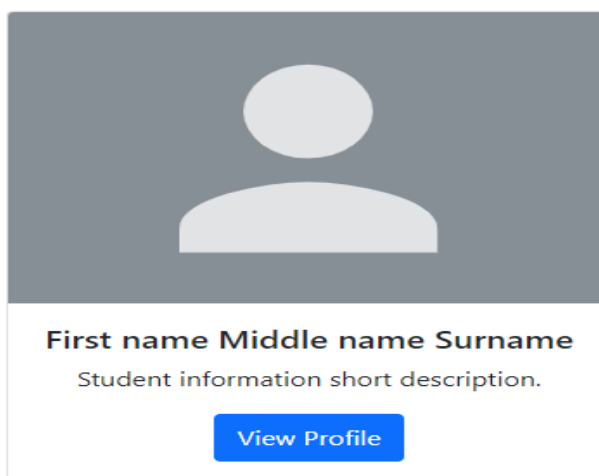 First name Middle name Surname
Student information short description.
View Profile